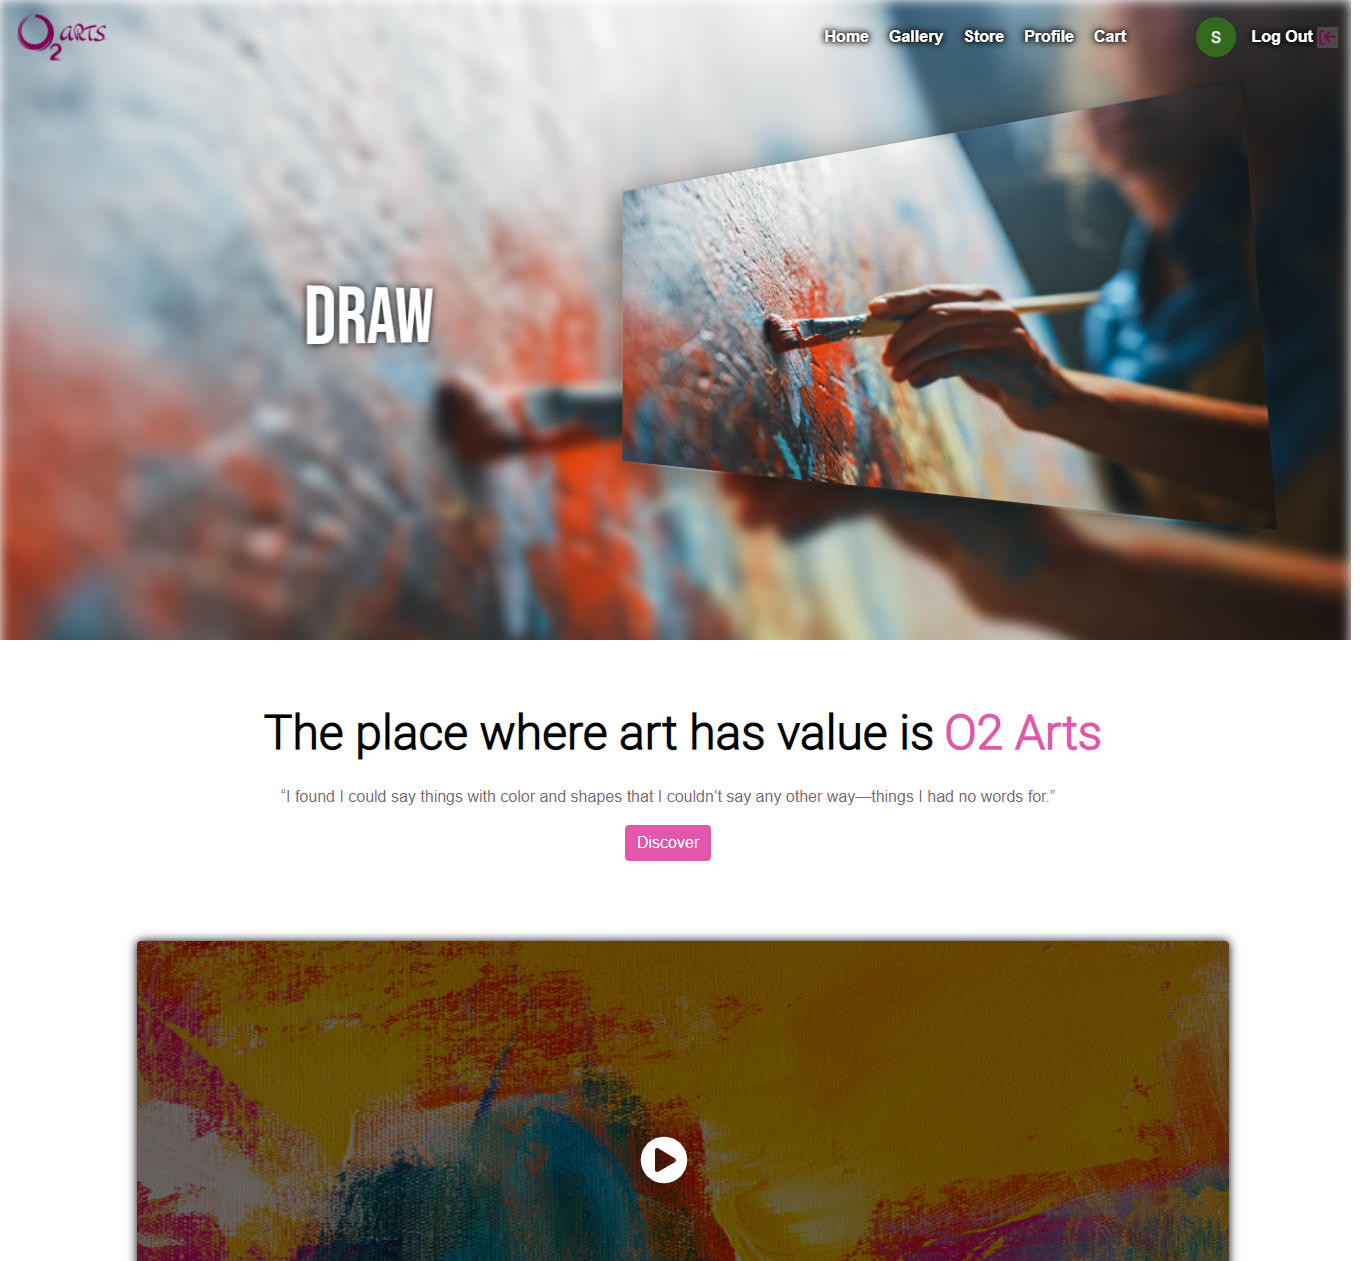 O2 ARTS
Home Gallery Store Profile Cart S Log Out
DRAW
The place where art has value is O2 Arts
“I found I could say things with color and shapes that I couldn’t say any other way—things I had no words for.”
Discover